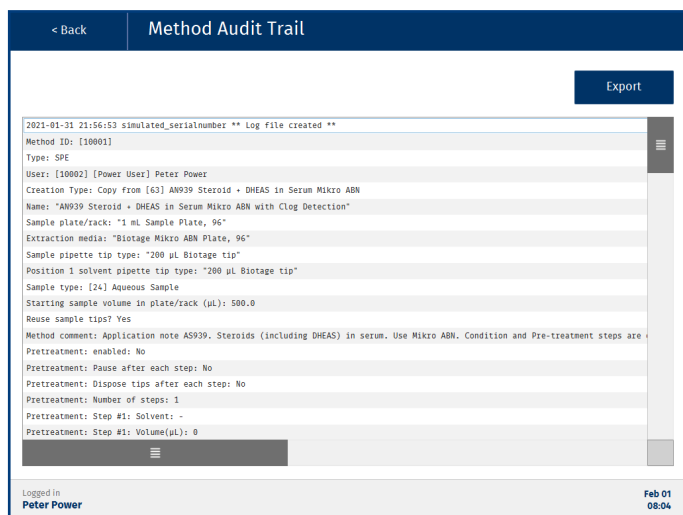 < Back
Method Audit Trail
Export
2021-01-31 21:56:53 simulated_serialnumber ** Log file created **
Method ID: [10001]
Type: SPE
User: [10002] [Power User] Peter Power
Creation Type: Copy from [63] AN939 Steroid + DHEAS in Serum Mikro ABN
Name: "AN939 Steroid + DHEAS in Serum Mikro ABN with Clog Detection"
Sample plate/rack: "1 mL Sample Plate, 96"
Extraction media: "Biotage Mikro ABN Plate, 96"
Sample pipette tip type: "200 µL Biotage tip"
Position 1 solvent pipette tip type: "200 µL Biotage tip"
Sample type: [24] Aqueous Sample
Starting sample volume in plate/rack (µL): 500.0
Reuse sample tips? Yes
Method comment: Application note AS939. Steroids (including DHEAS) in serum. Use Mikro ABN. Condition and Pre-treatment steps are
Pretreatment: enabled: No
Pretreatment: Pause after each step: No
Pretreatment: Dispose tips after each step: No
Pretreatment: Number of steps: 1
Pretreatment: Step #1: Solvent: -
Pretreatment: Step #1: Volume(µL): 0
Logged in
Peter Power
Feb 01
08:04